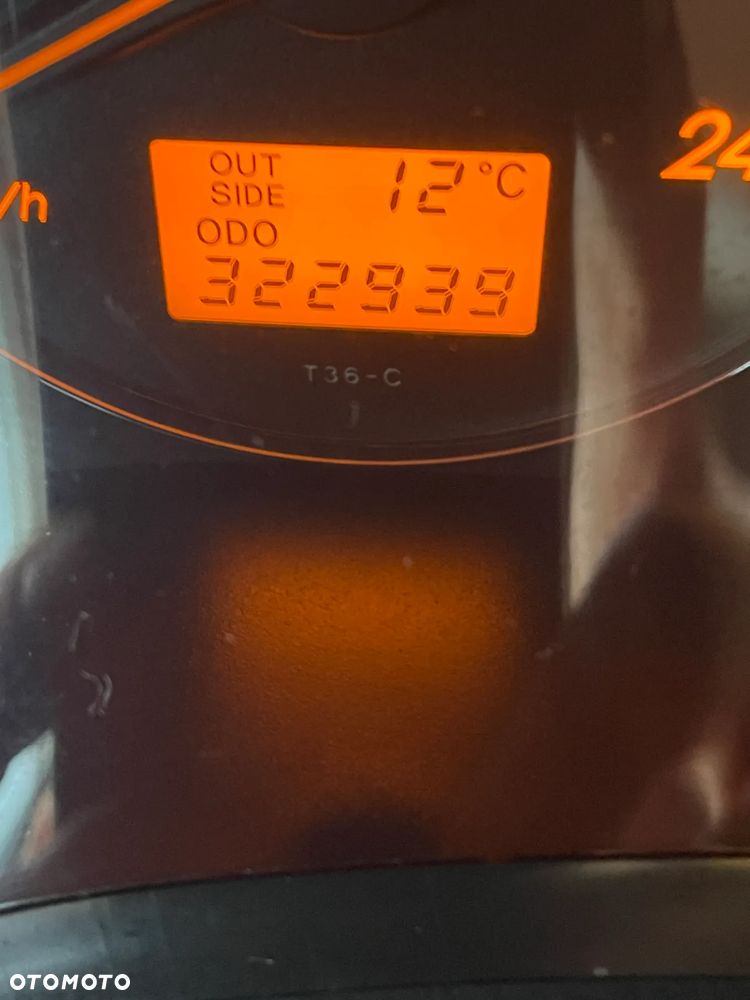 OUT
SIDE
12 °C
24
/h
ODO
322939
T36-C
OTOMOTO